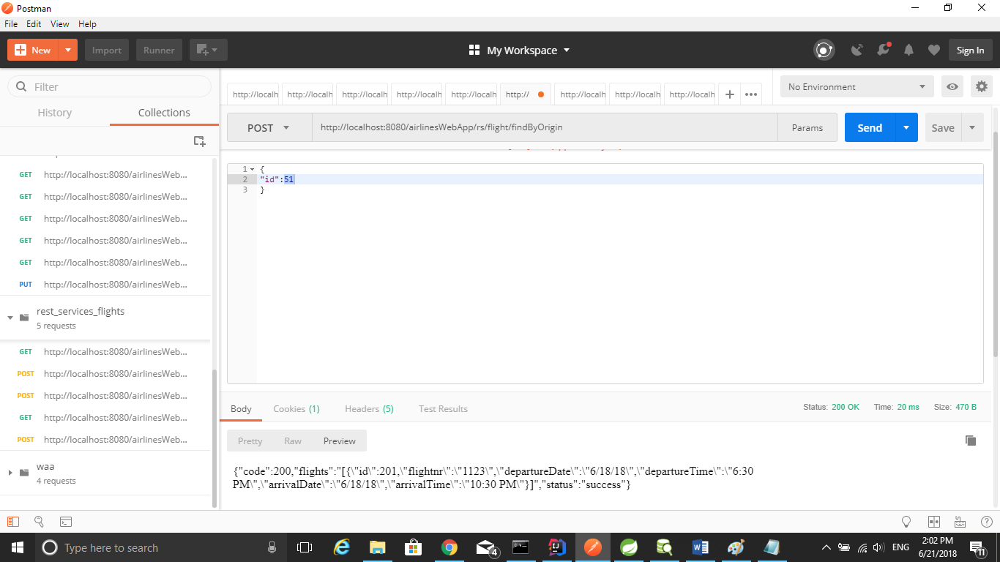 Postman
File Edit View Help
New Import Runner My Workspace Sign In
Filter
History Collections
http://localh http://localh http://localh http://localh http://localh http:// http://localh http://localh http://localh
No Environment
POST http://localhost:8080/airlinesWebApp/rs/flight/findByOrigin Params Send Save
GET http://localhost:8080/airlinesWeb...
GET http://localhost:8080/airlinesWeb...
GET http://localhost:8080/airlinesWeb...
GET http://localhost:8080/airlinesWeb...
GET http://localhost:8080/airlinesWeb...
PUT http://localhost:8080/airlinesWeb...
rest_services_flights
5 requests
GET http://localhost:8080/airlinesWeb...
POST http://localhost:8080/airlinesWeb...
POST http://localhost:8080/airlinesWeb...
GET http://localhost:8080/airlinesWeb...
POST http://localhost:8080/airlinesWeb...
waa
4 requests
1 {
2 "id":51
3 }
Body Cookies (1) Headers (5) Test Results
Status: 200 OK Time: 20 ms Size: 470 B
Pretty Raw Preview
{"code":200,"flights":"[{\"id\":201,\"flightnr\":\"1123\",\"departureDate\":\"6/18/18\",\"departureTime\":\"6:30
PM\",\"arrivalDate\":\"6/18/18\",\"arrivalTime\":\"10:30 PM\"}]","status":"success"}
Type here to search
4
ENG
2:02 PM
6/21/2018
11